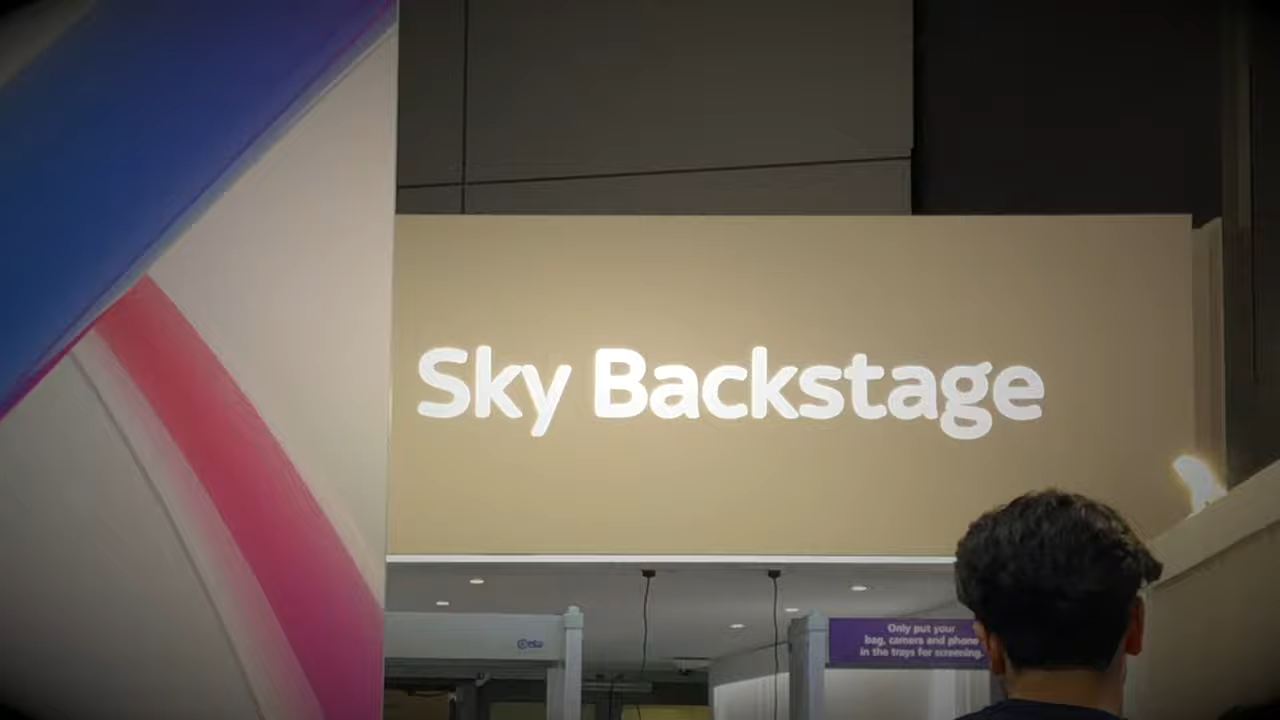 Sky Backstage
Only put your
bag, camera and phone
in the trays for screening.